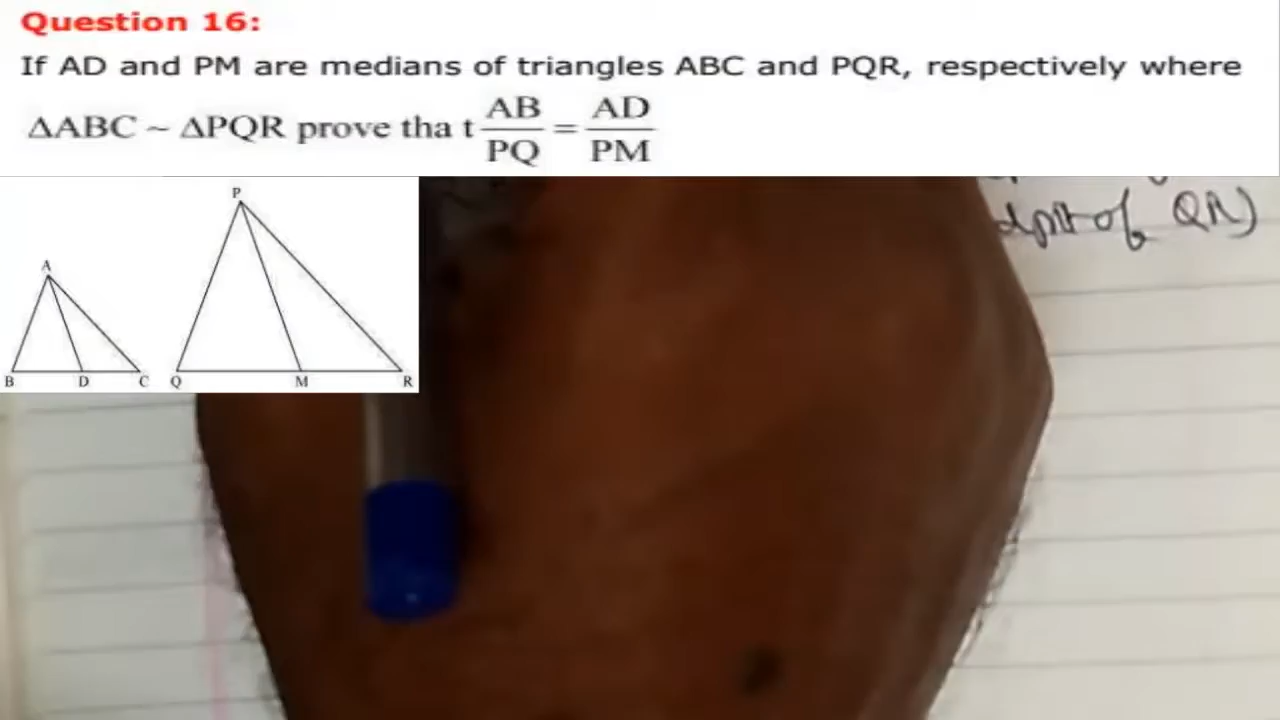 Question 16:
If AD and PM are medians of triangles ABC and PQR, respectively where
ΔABC ~ ΔPQR prove tha t AB/PQ = AD/PM
P
A
B D C Q M R
of QR)